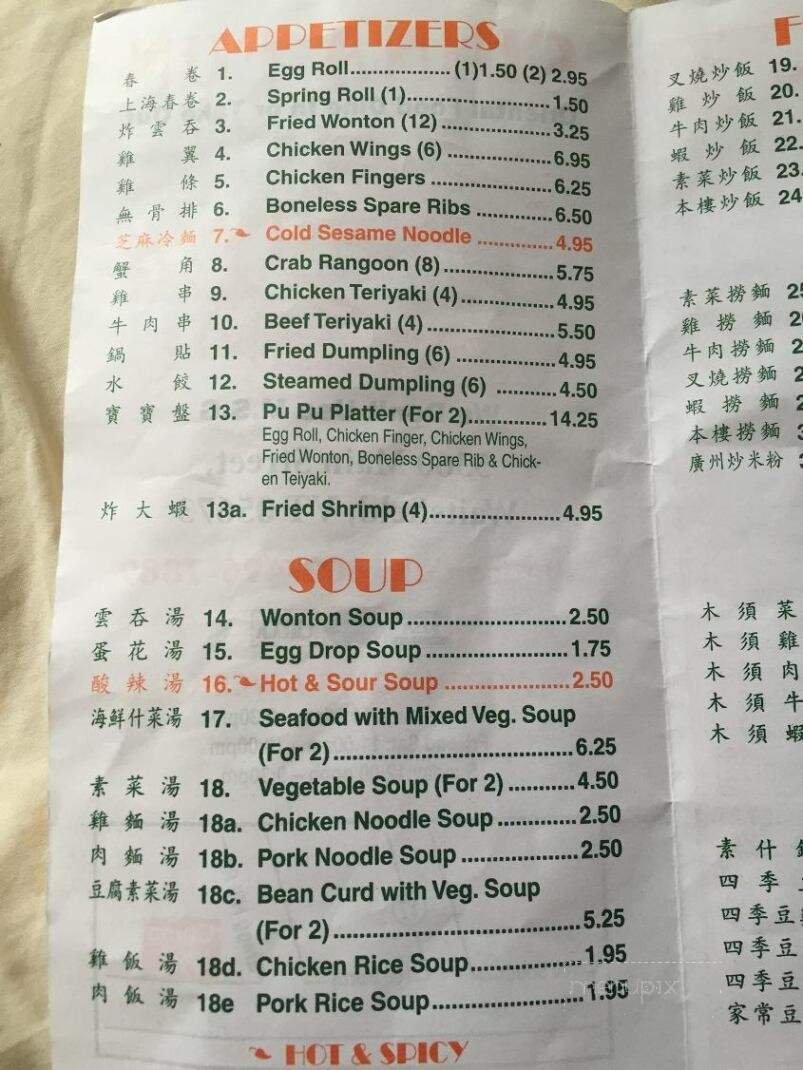 APPETIZERS
春 卷 1. Egg Roll.................. (1)1.50 (2) 2.95
上海春卷 2. Spring Roll (1)..........................1.50
炸雲吞 3. Fried Wonton (12) ....................3.25
雞 翼 4. Chicken Wings (6) ...................6.95
雞 條 5. Chicken Fingers ......................6.25
無骨排 6. Boneless Spare Ribs ..............6.50
芝麻冷麵 7. Cold Sesame Noodle ..............4.95
蟹 角 8. Crab Rangoon (8)....................5.75
雞 串 9. Chicken Teriyaki (4).................4.95
牛肉串 10. Beef Teriyaki (4) .......................5.50
鍋 貼 11. Fried Dumpling (6) ..................4.95
水 餃 12. Steamed Dumpling (6) ...........4.50
寶寶盤 13. Pu Pu Platter (For 2)..............14.25
Egg Roll, Chicken Finger, Chicken Wings,
Fried Wonton, Boneless Spare Rib & Chick-
en Teiyaki.
炸大蝦 13a. Fried Shrimp (4).......................4.95
SOUP
雲吞湯 14. Wonton Soup ............................2.50
蛋花湯 15. Egg Drop Soup ........................1.75
酸辣湯 16. Hot & Sour Soup .....................2.50
海鮮什菜湯 17. Seafood with Mixed Veg. Soup
(For 2)........................................6.25
素菜湯 18. Vegetable Soup (For 2) ...........4.50
雞麵湯 18a. Chicken Noodle Soup .............2.50
肉麵湯 18b. Pork Noodle Soup ...................2.50
豆腐素菜湯 18c. Bean Curd with Veg. Soup
(For 2)........................................5.25
雞飯湯 18d. Chicken Rice Soup..................1.95
肉飯湯 18e Pork Rice Soup........................1.95
HOT & SPICY
F
叉燒炒飯 19.
雞炒飯 20.
牛肉炒飯 21.
蝦炒飯 22.
素菜炒飯 23.
本樓炒飯 24
素菜撈麵 25
雞撈麵 2
牛肉撈麵 2
叉燒撈麵 2
蝦撈麵 2
本樓撈麵 3
廣州炒米粉 3
木須菜
木須雞
木須肉
木須牛
木須蝦
素什
四季
四季豆
四季豆
四季豆
家常豆
menupix